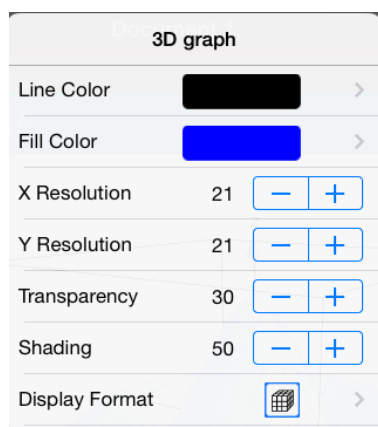 3D graph
Line Color
Fill Color
X Resolution 21 − +
Y Resolution 21 − +
Transparency 30 − +
Shading 50 − +
Display Format